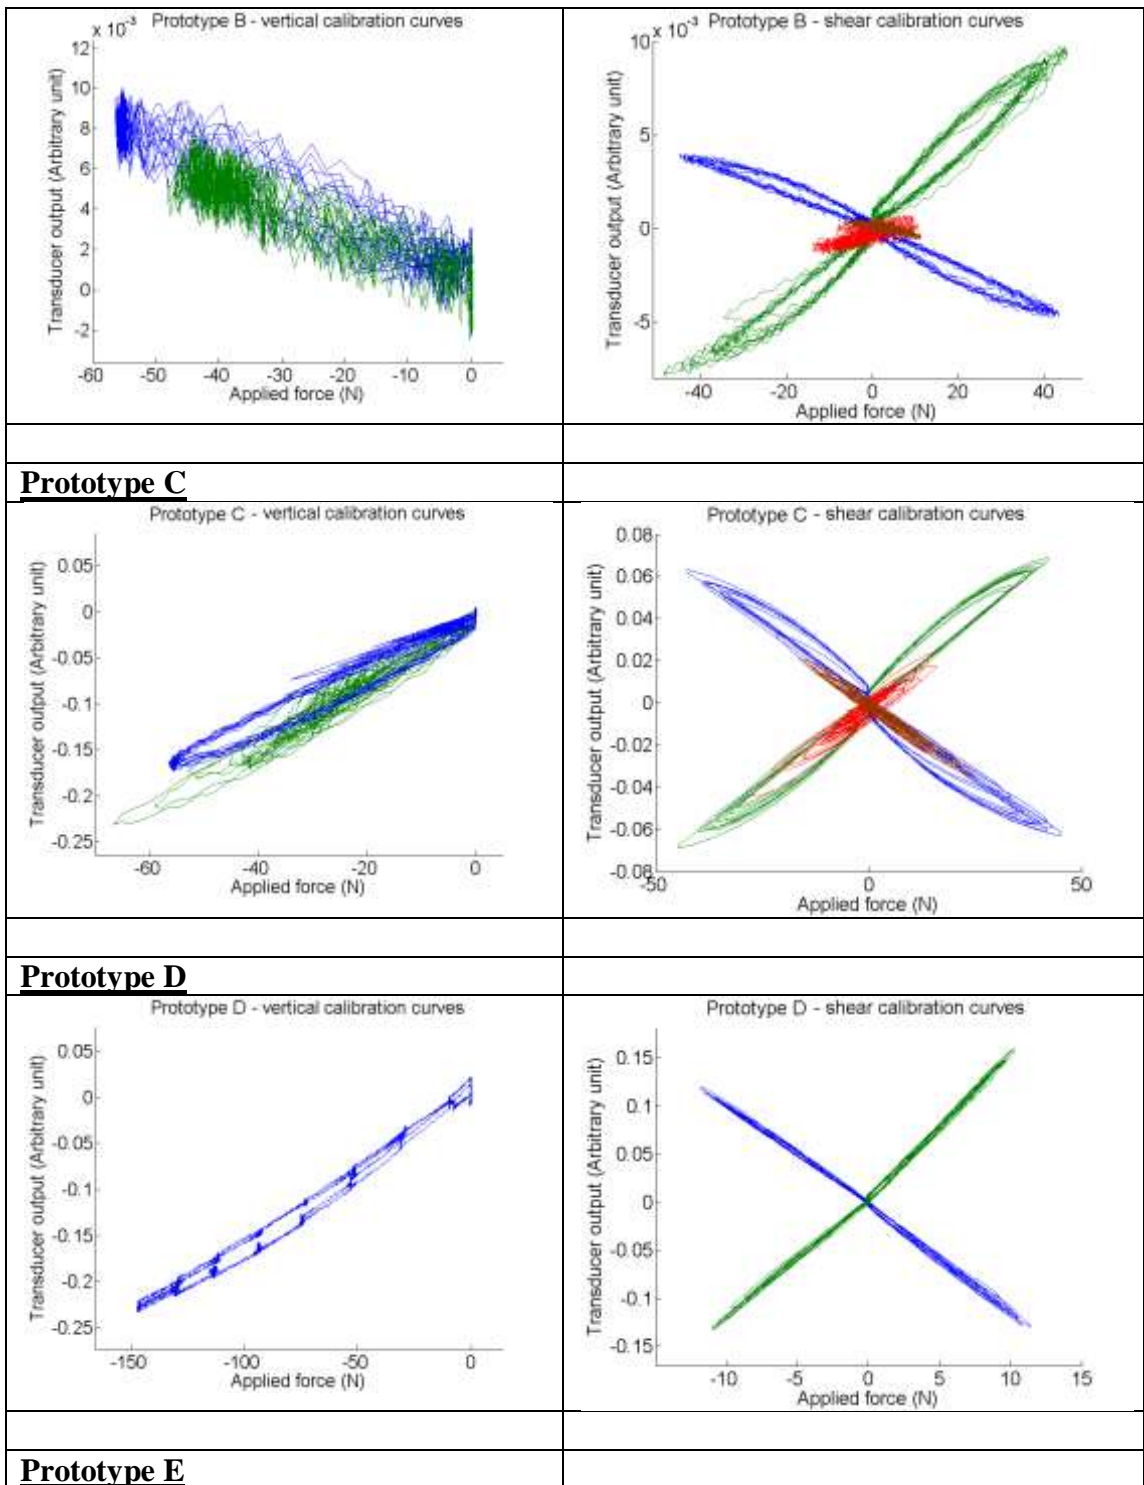 Prototype B - vertical calibration curves
x 10⁻³
12
10
8
6
4
2
0
-2
Transducer output (Arbitrary unit)
-60 -50 -40 -30 -20 -10 0
Applied force (N)
Prototype B - shear calibration curves
10 x 10⁻³
5
0
-5
Transducer output (Arbitrary unit)
-40 -20 0 20 40
Applied force (N)
Prototype C
Prototype C - vertical calibration curves
0.05
0
-0.05
-0.1
-0.15
-0.2
-0.25
Transducer output (Arbitrary unit)
-60 -40 -20 0
Applied force (N)
Prototype C - shear calibration curves
0.08
0.06
0.04
0.02
0
-0.02
-0.04
-0.06
-0.08
Transducer output (Arbitrary unit)
-50 0 50
Applied force (N)
Prototype D
Prototype D - vertical calibration curves
0.05
0
-0.05
-0.1
-0.15
-0.2
-0.25
Transducer output (Arbitrary unit)
-150 -100 -50 0
Applied force (N)
Prototype D - shear calibration curves
0.15
0.1
0.05
0
-0.05
-0.1
-0.15
Transducer output (Arbitrary unit)
-10 -5 0 5 10 15
Applied force (N)
Prototype E